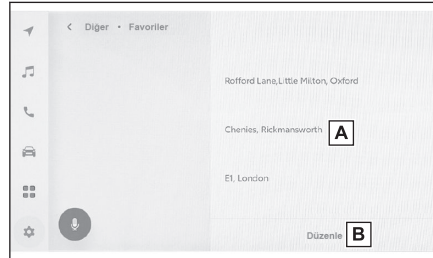 Diğer • Favoriler
Rofford Lane,Little Milton, Oxford
Chenies, Rickmansworth A
E1, London
Düzenle B